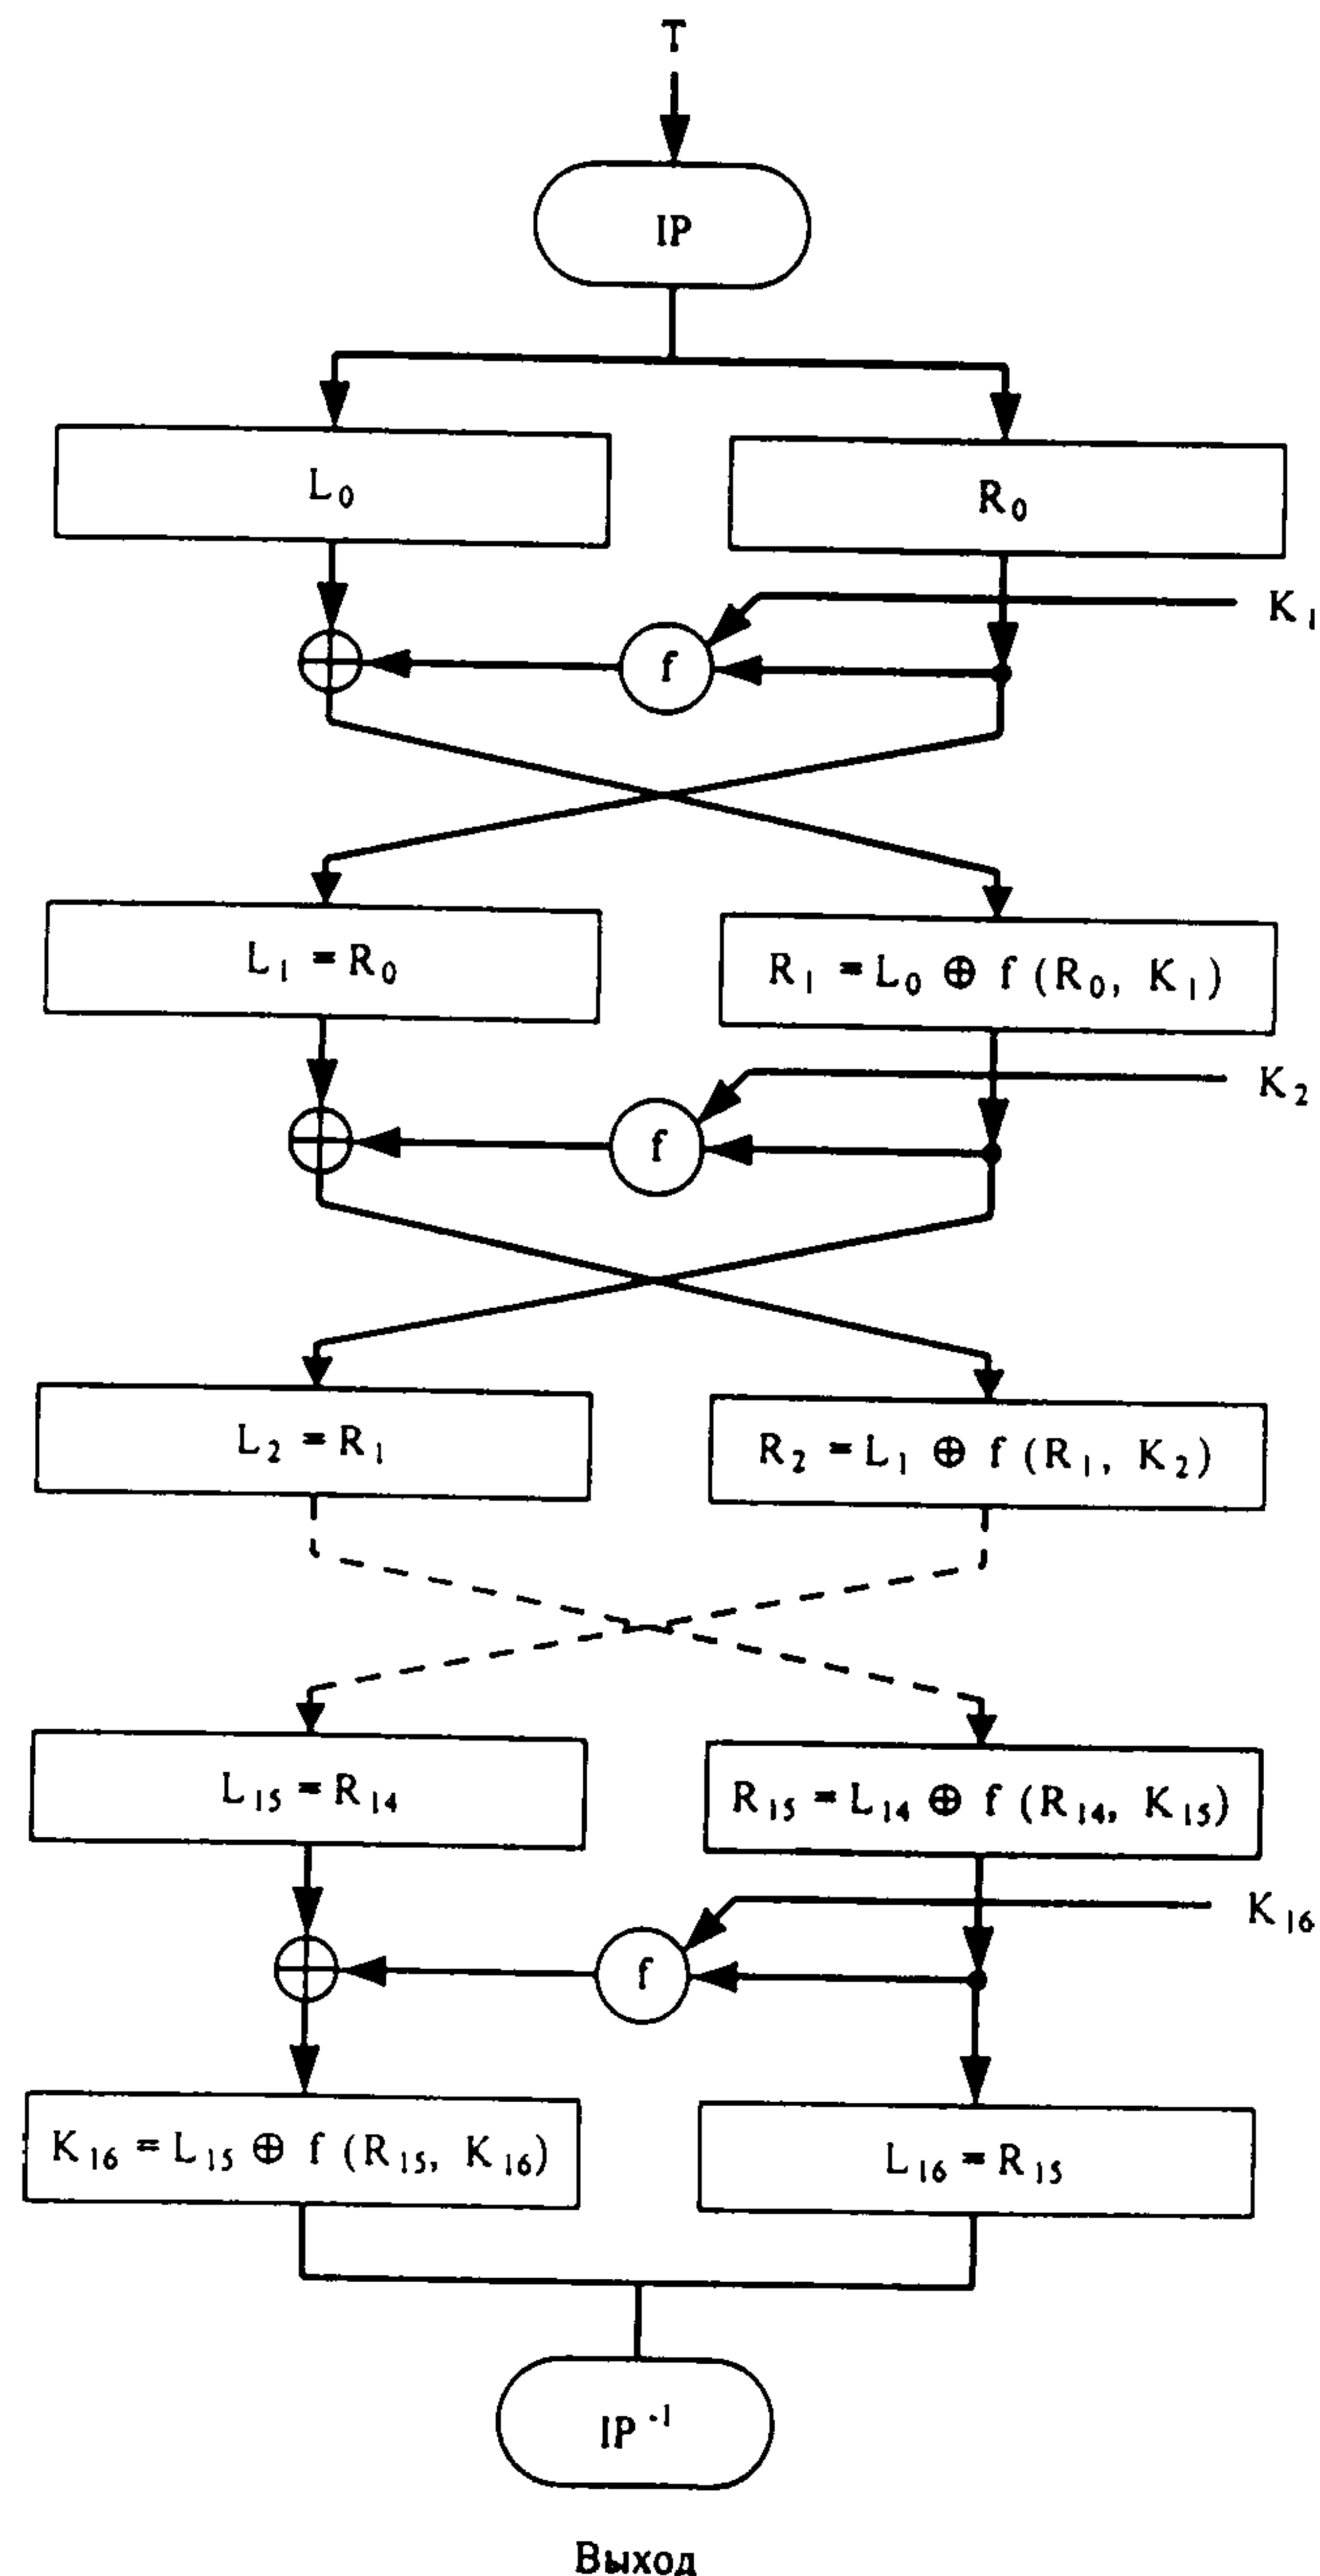 T
IP
L₀
R₀
K₁
f
L₁ = R₀
R₁ = L₀ ⊕ f (R₀, K₁)
K₂
f
L₂ = R₁
R₂ = L₁ ⊕ f (R₁, K₂)
L₁₅ = R₁₄
R₁₅ = L₁₄ ⊕ f (R₁₄, K₁₅)
K₁₆
f
K₁₆ = L₁₅ ⊕ f (R₁₅, K₁₆)
L₁₆ = R₁₅
IP⁻¹
Выход